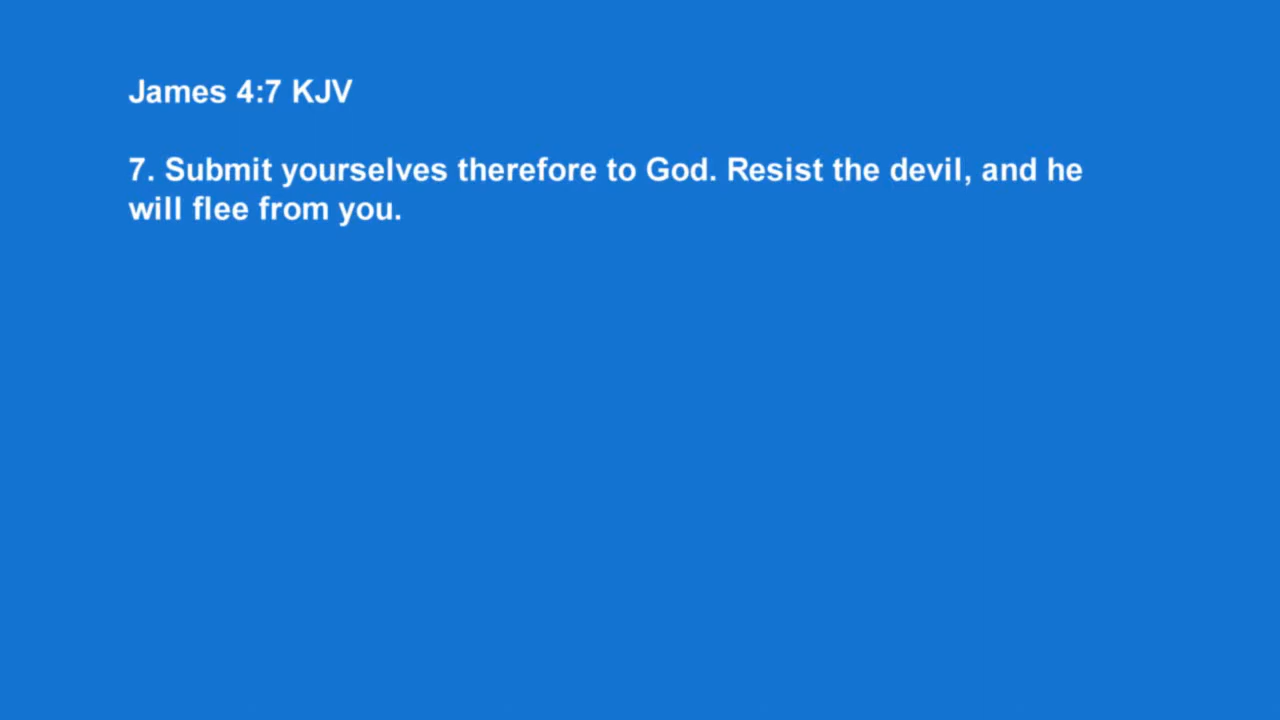 James 4:7 KJV
7. Submit yourselves therefore to God. Resist the devil, and he
will flee from you.